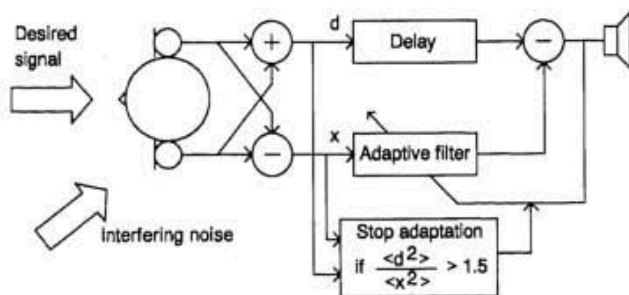 Desired
signal
+
d
Delay
−
−
x
Adaptive filter
Interfering noise
Stop adaptation
if <d²>/<x²> > 1.5